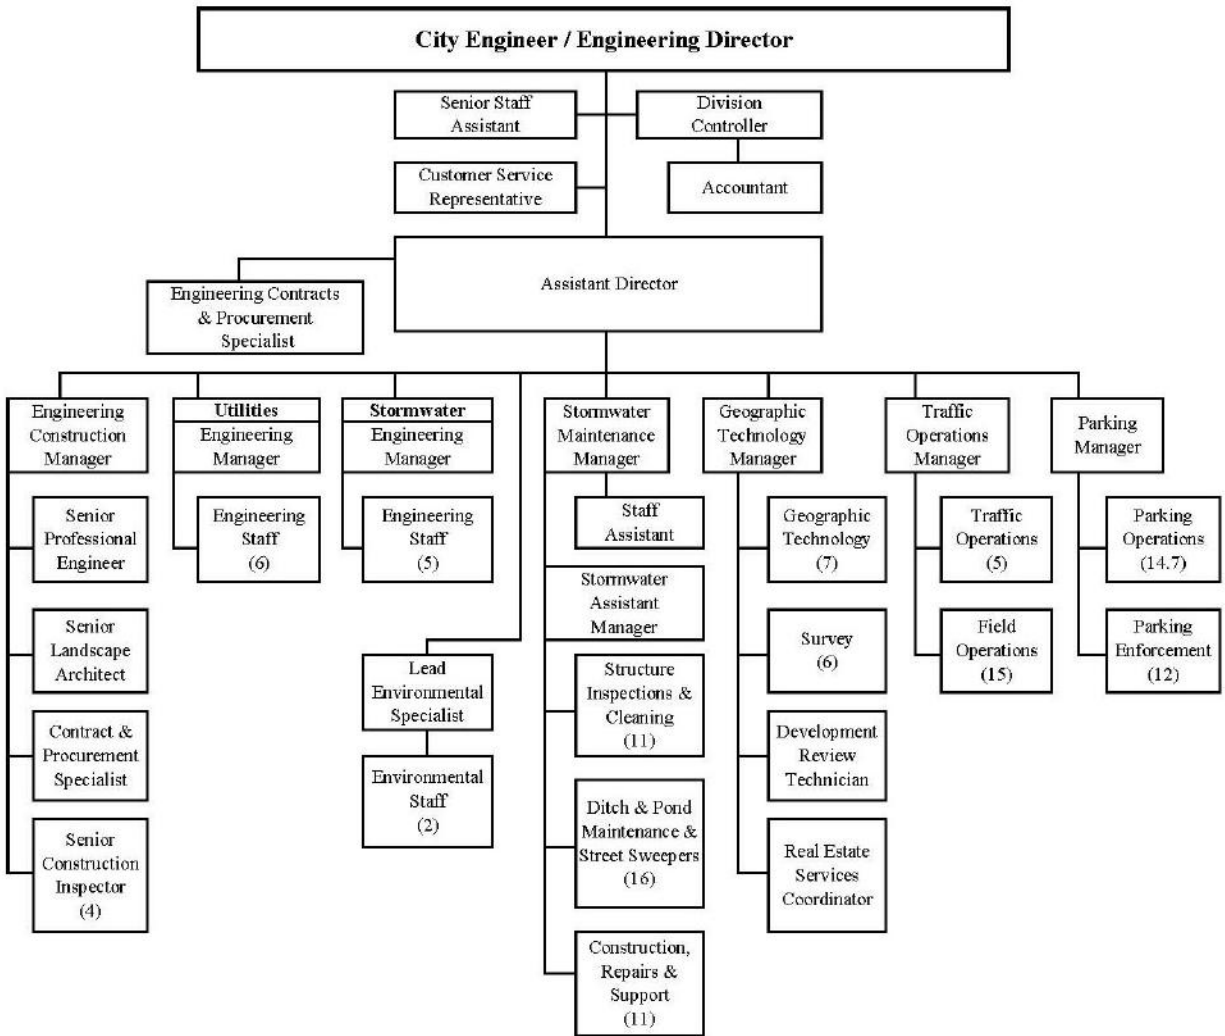 City Engineer / Engineering Director
Senior Staff
Assistant
Division
Controller
Customer Service
Representative
Accountant
Assistant Director
Engineering Contracts
& Procurement
Specialist
Engineering
Construction
Manager
Senior
Professional
Engineer
Senior
Landscape
Architect
Contract &
Procurement
Specialist
Senior
Construction
Inspector
(4)
Utilities
Engineering
Manager
Engineering
Staff
(6)
Stormwater
Engineering
Manager
Engineering
Staff
(5)
Lead
Environmental
Specialist
Environmental
Staff
(2)
Stormwater
Maintenance
Manager
Staff
Assistant
Stormwater
Assistant
Manager
Structure
Inspections &
Cleaning
(11)
Ditch & Pond
Maintenance &
Street Sweepers
(16)
Construction,
Repairs &
Support
(11)
Geographic
Technology
Manager
Geographic
Technology
(7)
Survey
(6)
Development
Review
Technician
Real Estate
Services
Coordinator
Traffic
Operations
Manager
Traffic
Operations
(5)
Field
Operations
(15)
Parking
Manager
Parking
Operations
(14.7)
Parking
Enforcement
(12)